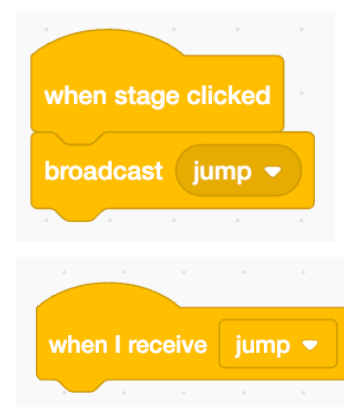 when stage clicked
broadcast jump
when I receive jump